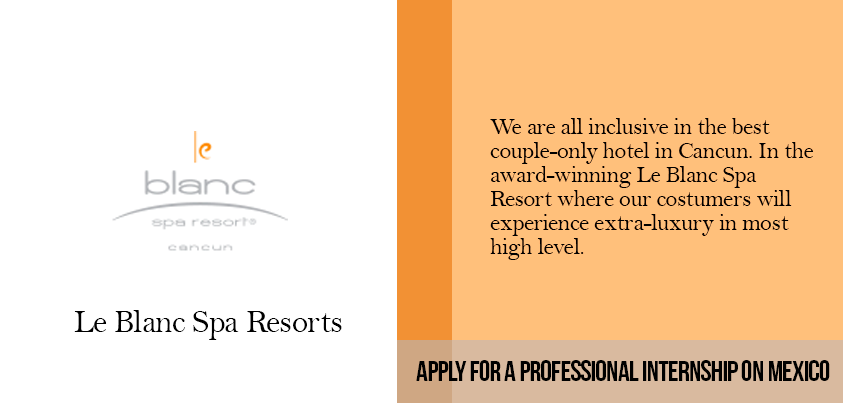 le
blanc
spa resort®
cancun
Le Blanc Spa Resorts
We are all inclusive in the best
couple-only hotel in Cancun. In the
award-winning Le Blanc Spa
Resort where our costumers will
experience extra-luxury in most
high level.
APPLY FOR A PROFESSIONAL INTERNSHIP ON MEXICO